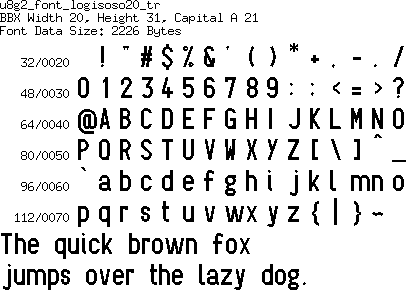 u8g2_font_logisoso20_tr
BBX Width 20, Height 31, Capital A 21
Font Data Size: 2226 Bytes
32/0020 ! " # $ % & ' ( ) * + , - . /
48/0030 0 1 2 3 4 5 6 7 8 9 : ; < = > ?
64/0040 @ A B C D E F G H I J K L M N O
80/0050 P Q R S T U V W X Y Z [ \ ] ^ _
96/0060 ` a b c d e f g h i j k l m n o
112/0070 p q r s t u v w x y z { | } ~
The quick brown fox
jumps over the lazy dog.